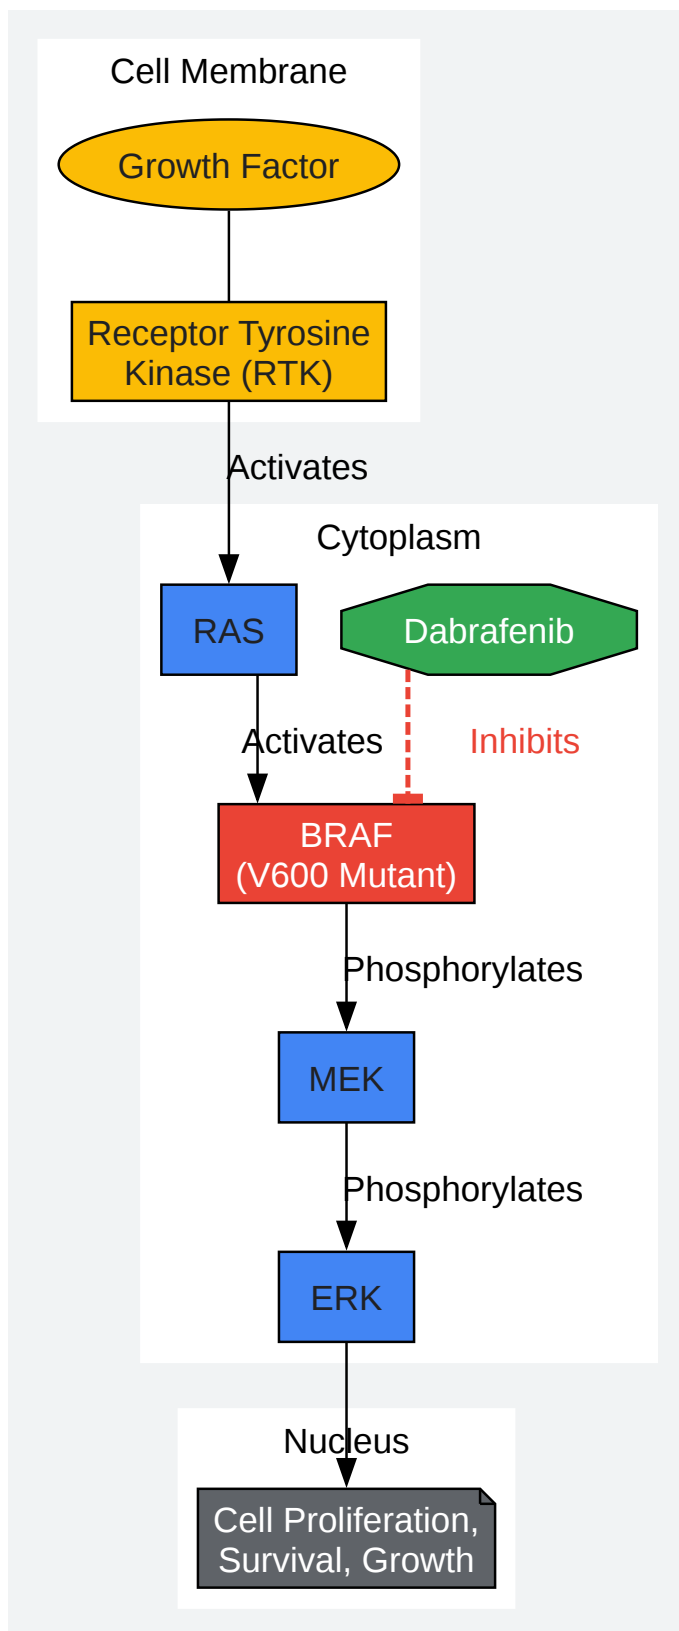 Cell Membrane
Growth Factor
Receptor Tyrosine
Kinase (RTK)
Activates
Cytoplasm
RAS
Dabrafenib
Activates
Inhibits
BRAF
(V600 Mutant)
Phosphorylates
MEK
Phosphorylates
ERK
Nucleus
Cell Proliferation,
Survival, Growth